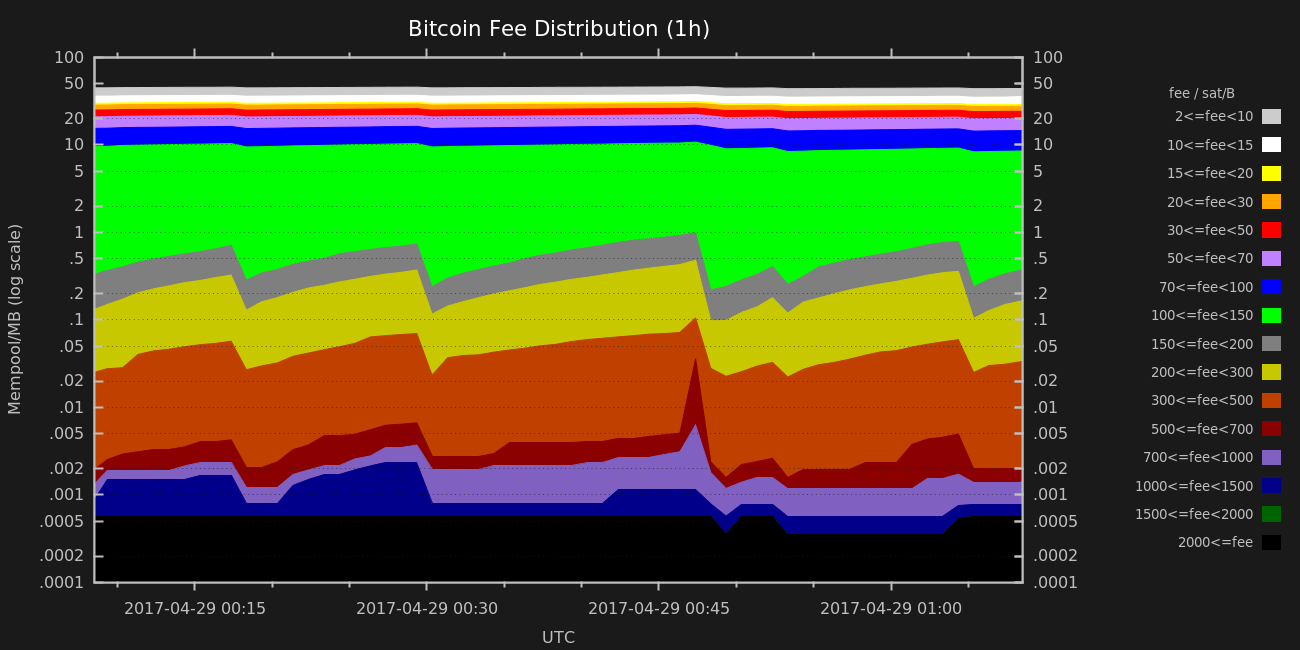 Bitcoin Fee Distribution (1h)
Mempool/MB (log scale)
100
50
20
10
5
2
1
.5
.2
.1
.05
.02
.01
.005
.002
.001
.0005
.0002
.0001
100
50
20
10
5
2
1
.5
.2
.1
.05
.02
.01
.005
.002
.001
.0005
.0002
.0001
2017-04-29 00:15
2017-04-29 00:30
2017-04-29 00:45
2017-04-29 01:00
UTC
fee / sat/B
2<=fee<10
10<=fee<15
15<=fee<20
20<=fee<30
30<=fee<50
50<=fee<70
70<=fee<100
100<=fee<150
150<=fee<200
200<=fee<300
300<=fee<500
500<=fee<700
700<=fee<1000
1000<=fee<1500
1500<=fee<2000
2000<=fee